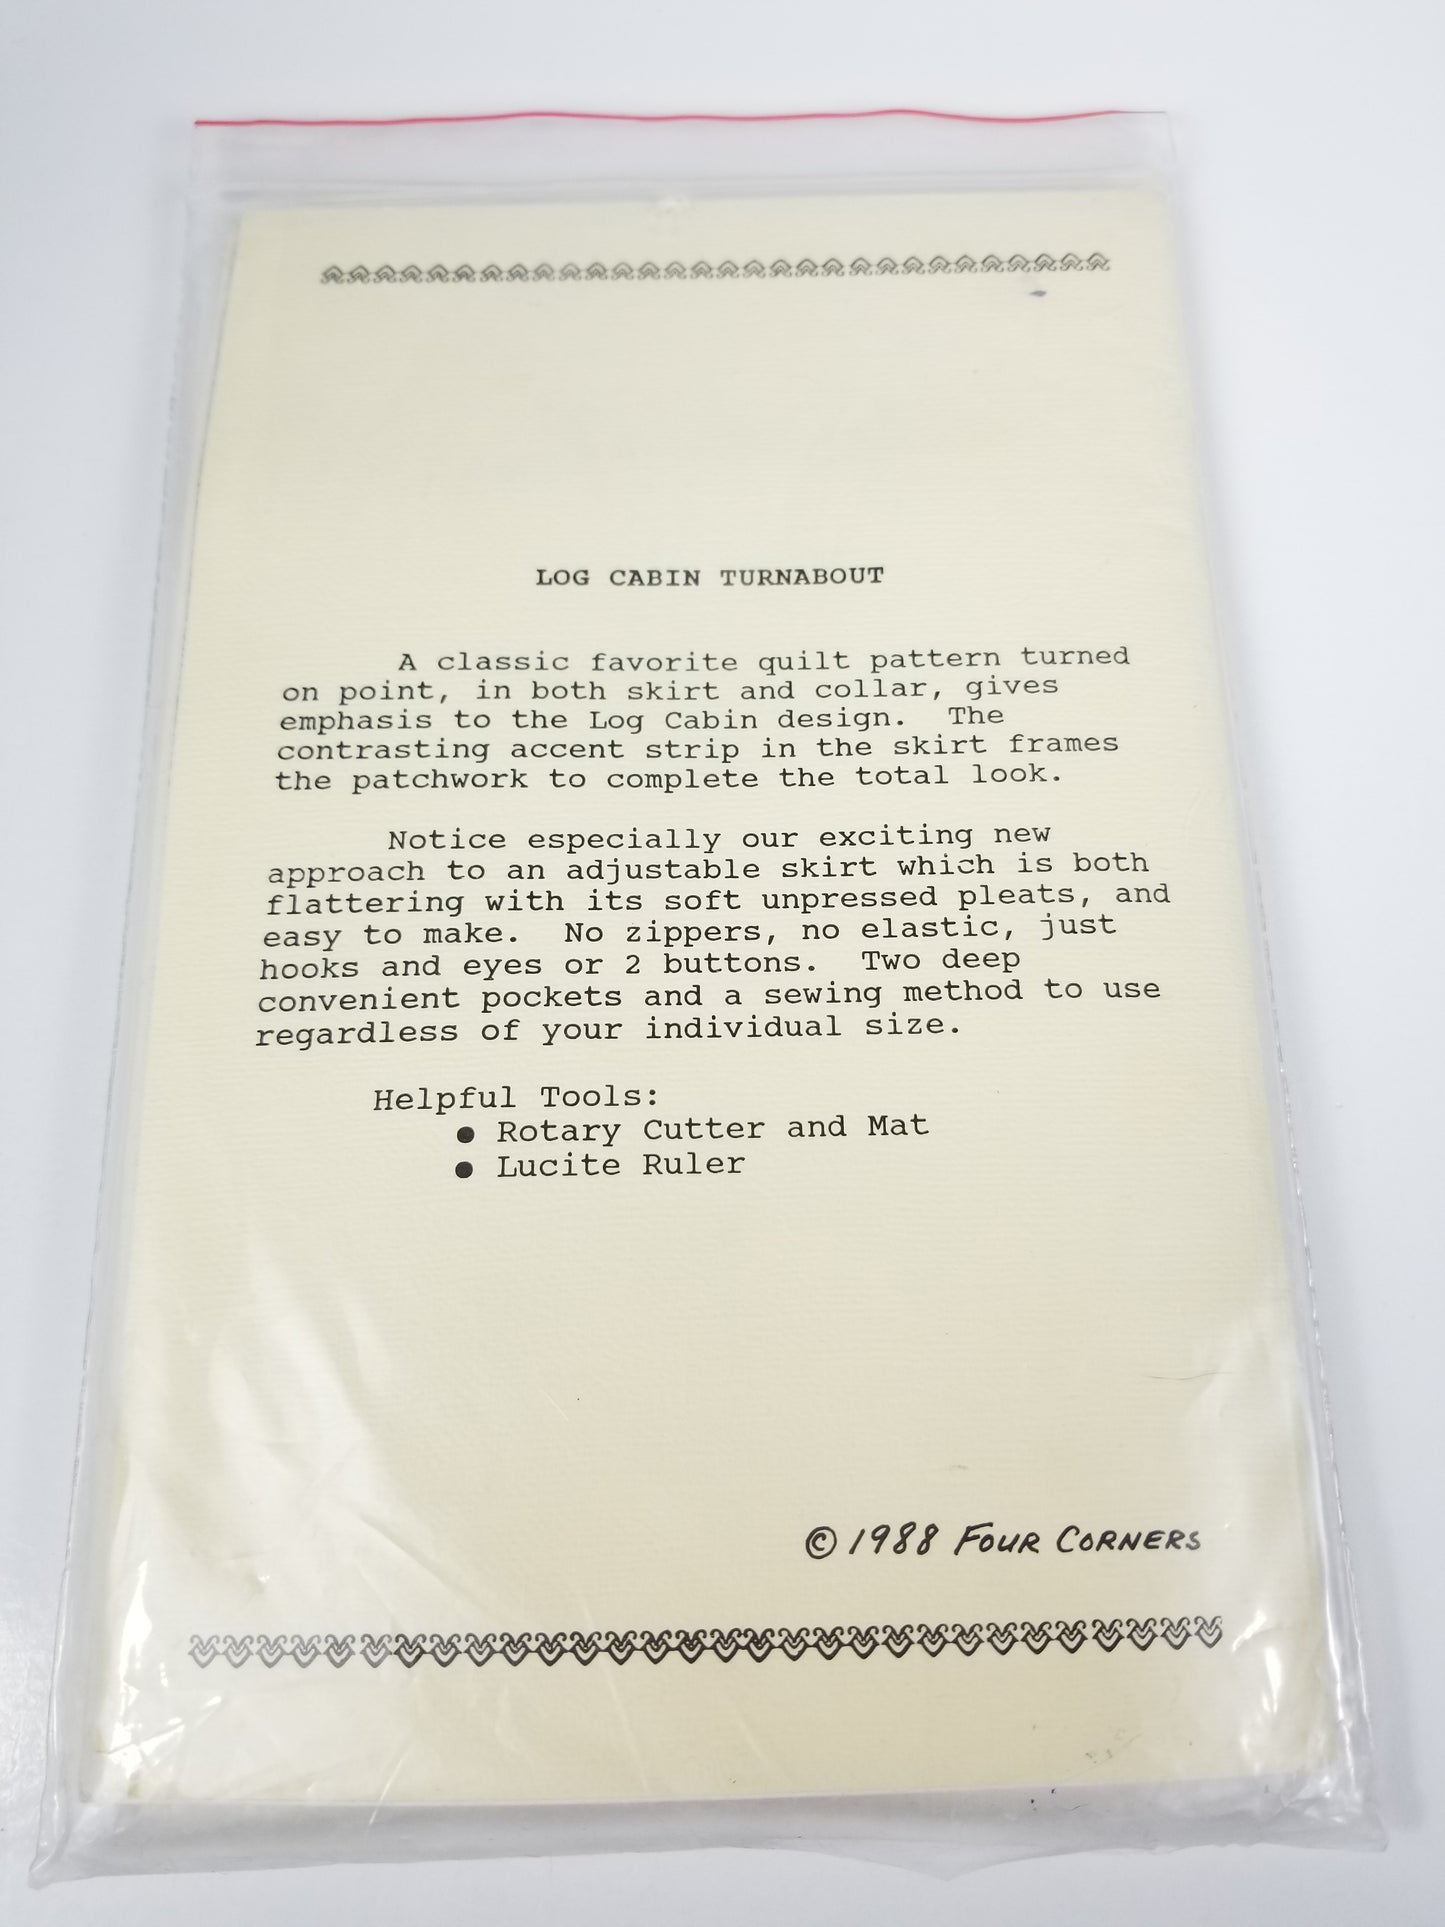 LOG CABIN TURNABOUT
A classic favorite quilt pattern turned
on point, in both skirt and collar, gives
emphasis to the Log Cabin design. The
contrasting accent strip in the skirt frames
the patchwork to complete the total look.
Notice especially our exciting new
approach to an adjustable skirt which is both
flattering with its soft unpressed pleats, and
easy to make. No zippers, no elastic, just
hooks and eyes or 2 buttons. Two deep
convenient pockets and a sewing method to use
regardless of your individual size.
Helpful Tools:
● Rotary Cutter and Mat
● Lucite Ruler
© 1988 FOUR CORNERS